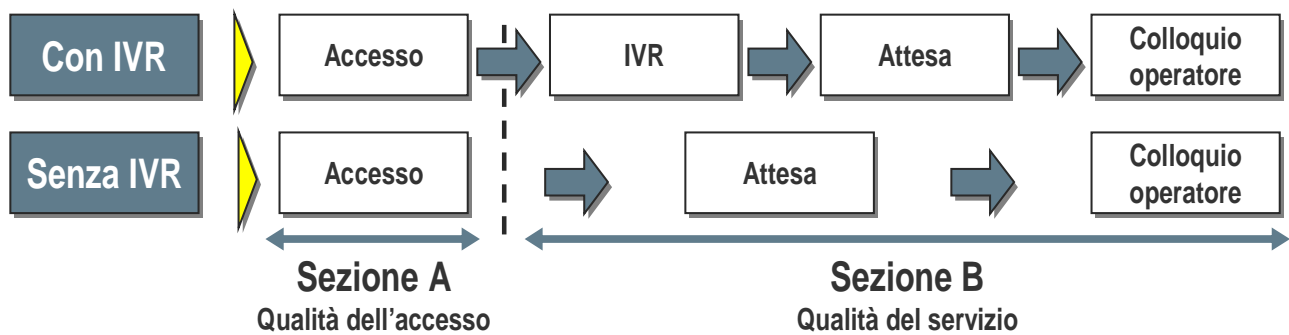 Con IVR
Accesso
IVR
Attesa
Colloquio
operatore
Senza IVR
Accesso
Attesa
Colloquio
operatore
Sezione A
Qualità dell'accesso
Sezione B
Qualità del servizio